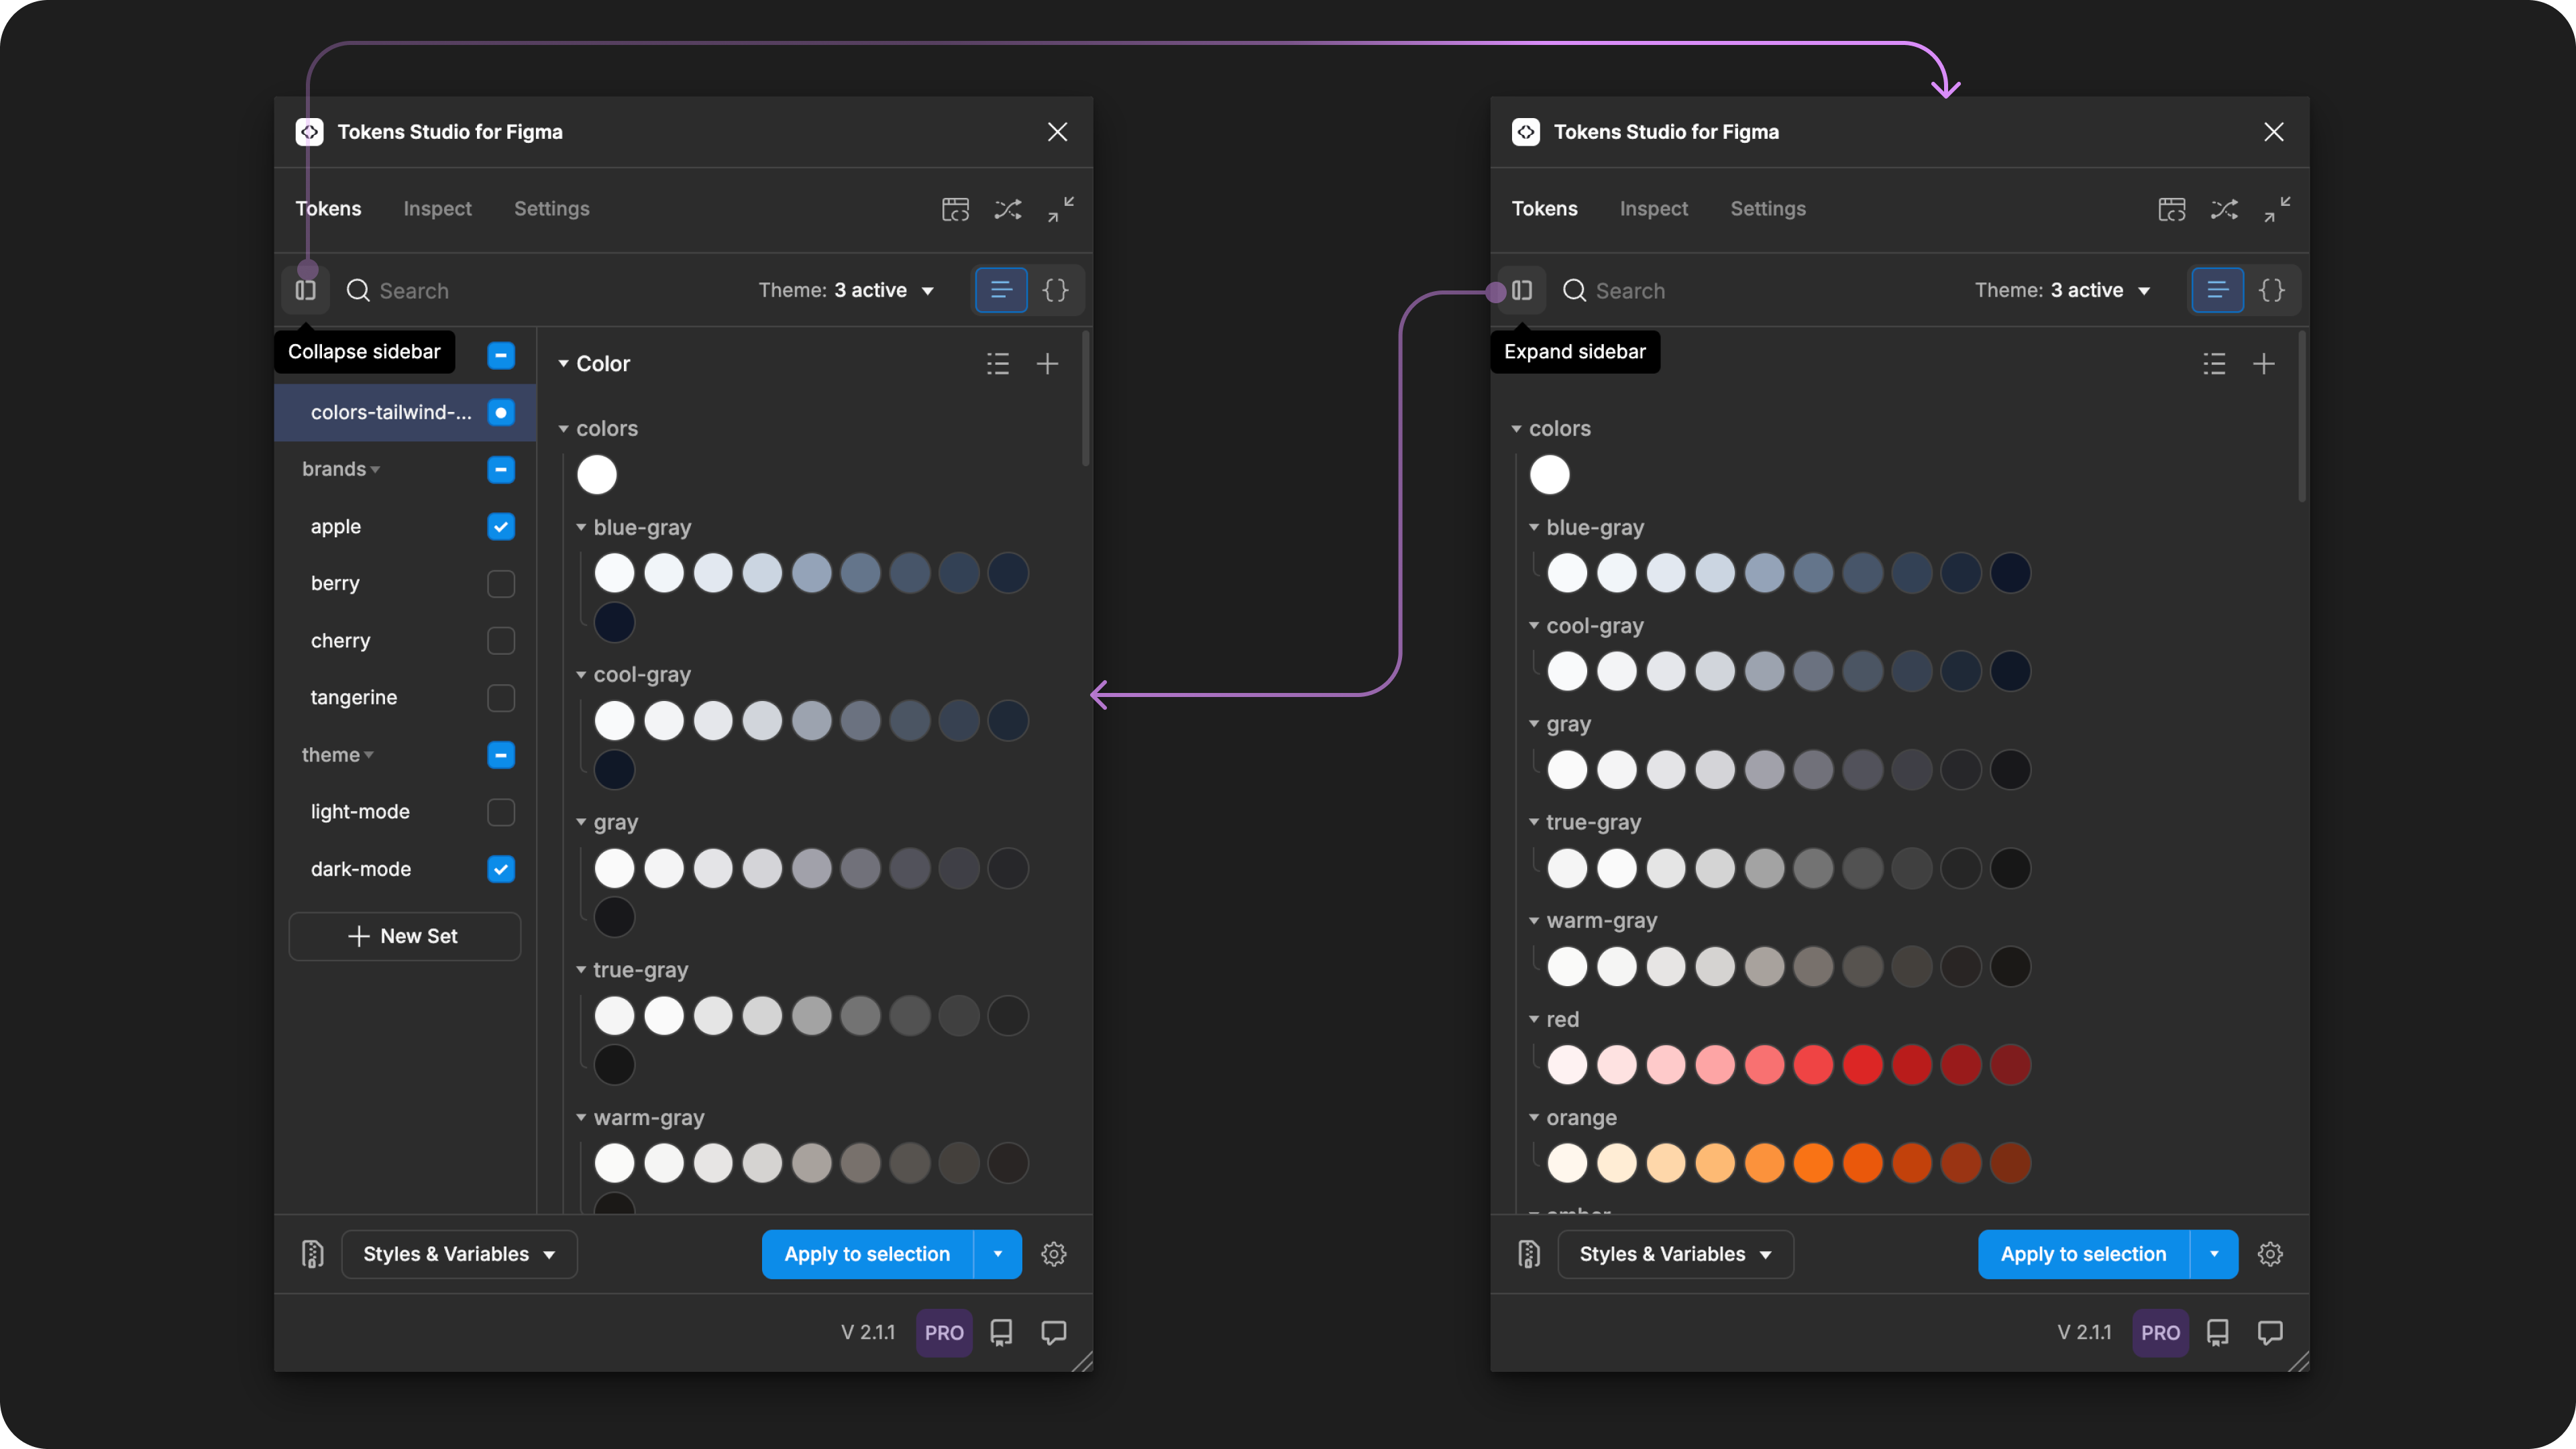 Tokens Studio for Figma
Tokens Inspect Settings
Search Theme: 3 active {}
Collapse sidebar
colors-tailwind-...
brands
apple
berry
cherry
tangerine
theme
light-mode
dark-mode
New Set
Color
colors
blue-gray
cool-gray
gray
true-gray
warm-gray
Styles & Variables Apply to selection
V 2.1.1 PRO
Tokens Studio for Figma
Tokens Inspect Settings
Search Theme: 3 active {}
Expand sidebar
colors
blue-gray
cool-gray
gray
true-gray
warm-gray
red
orange
amber
Styles & Variables Apply to selection
V 2.1.1 PRO